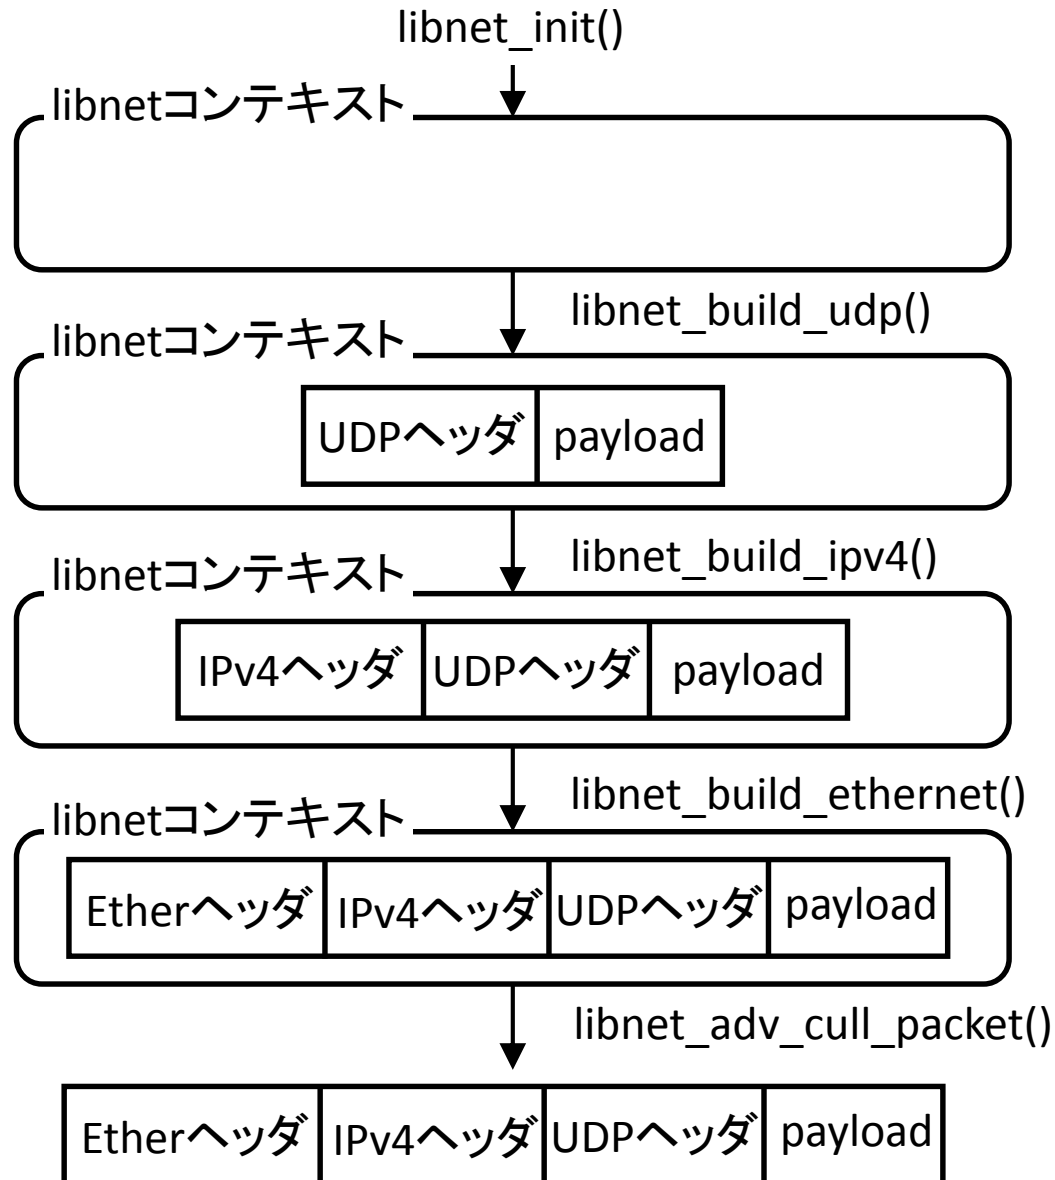 libnet_init()
libnetコンテキスト
libnet_build_udp()
libnetコンテキスト
UDPヘッダ payload
libnet_build_ipv4()
libnetコンテキスト
IPv4ヘッダ UDPヘッダ payload
libnet_build_ethernet()
libnetコンテキスト
Etherヘッダ IPv4ヘッダ UDPヘッダ payload
libnet_adv_cull_packet()
Etherヘッダ IPv4ヘッダ UDPヘッダ payload